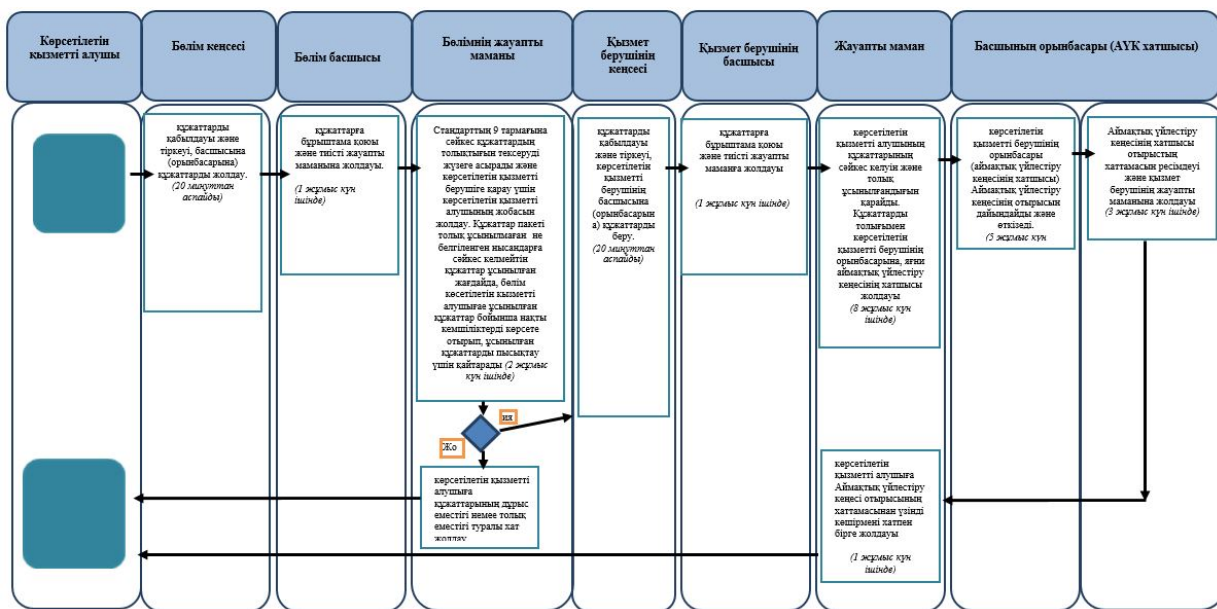 Көрсетілетін
қызметті алушы
Бөлім кеңсесі
Бөлім басшысы
Бөлімнің жауапты
маманы
Қызмет
берушінің
кеңсесі
Қызмет берушінің
басшысы
Жауапты маман
Басшының орынбасары (АҮК хатшысы)
құжаттарды
қабылдауы және
тіркеуі, басшысына
(орынбасарына)
құжаттарды жолдау.
(20 минуттан
аспайды)
құжаттарға
бұрыштама қоюы
және тиісті жауапты
маманына жолдауы.
(1 жұмыс күн
ішінде)
Стандарттың 9 тармағына
сәйкес құжаттардың
толықтығын тексеруді
жүзеге асырады және
көрсетілетін қызметті
берушіге қарау үшін
көрсетілетін қызметті
алушының жобасын
жолдау. Құжаттар пакеті
толық ұсынылмаған не
белгіленген нысандарға
сәйкес келмейтін
құжаттар ұсынылған
жағдайда, бөлім
көсетілетін кызметті
алушығае ұсынылған
құжаттар бойынша нақты
кемшіліктерді көрсете
отырып, ұсынылған
құжаттарды пысықтау
үшін қайтарады (2 жұмыс
күн ішінде)
құжаттарды
қабылдауы және
тіркеуі,
көрсетілетін
қызметті
берушінің
басшысына
(орынбасарын
а) құжаттарды
беру.
(20 минуттан
аспайды)
құжаттарға
бұрыштама қоюы
және тиісті жауапты
маманға жолдауы
(1 жұмыс күн ішінде)
көрсетілетін
қызметті алушының
құжаттарының
сәйкес келуін және
толық
ұсынылғандығын
қарайды.
Құжаттарды
толығымен
көрсетілетін
қызметті берушінің
орынбасарына, яғни
аймақтық үйлестіру
кеңесінің хатшысы
жолдауы
(8 жұмыс күн
ішінде)
көрсетілетін
қызметті берушінің
орынбасары
(аймақтық үйлестіру
кеңесінің хатшысы)
Аймақтық үйлестіру
кеңесінің отырысын
дайындайды және
өткізеді.
(5 жұмыс күн
Аймақтық үйлестіру
кеңесінің хатшысы
отырыстың
хаттамасын ресімдеуі
және қызмет
берушінің жауапты
маманына жолдауы
(3 жұмыс күн ішінде)
ия
Жо
көрсетілетін қызметті
алушыға
құжаттарының дұрыс
еместігі немее толық
еместігі туралы хат
жолдау
көрсетілетін
қызметті алушыға
Аймақтық үйлестіру
кеңесі отырысының
хаттамасынан үзінді
көшірмені хатпен
бірге жолдауы
(1 жұмыс күн
ішінде)